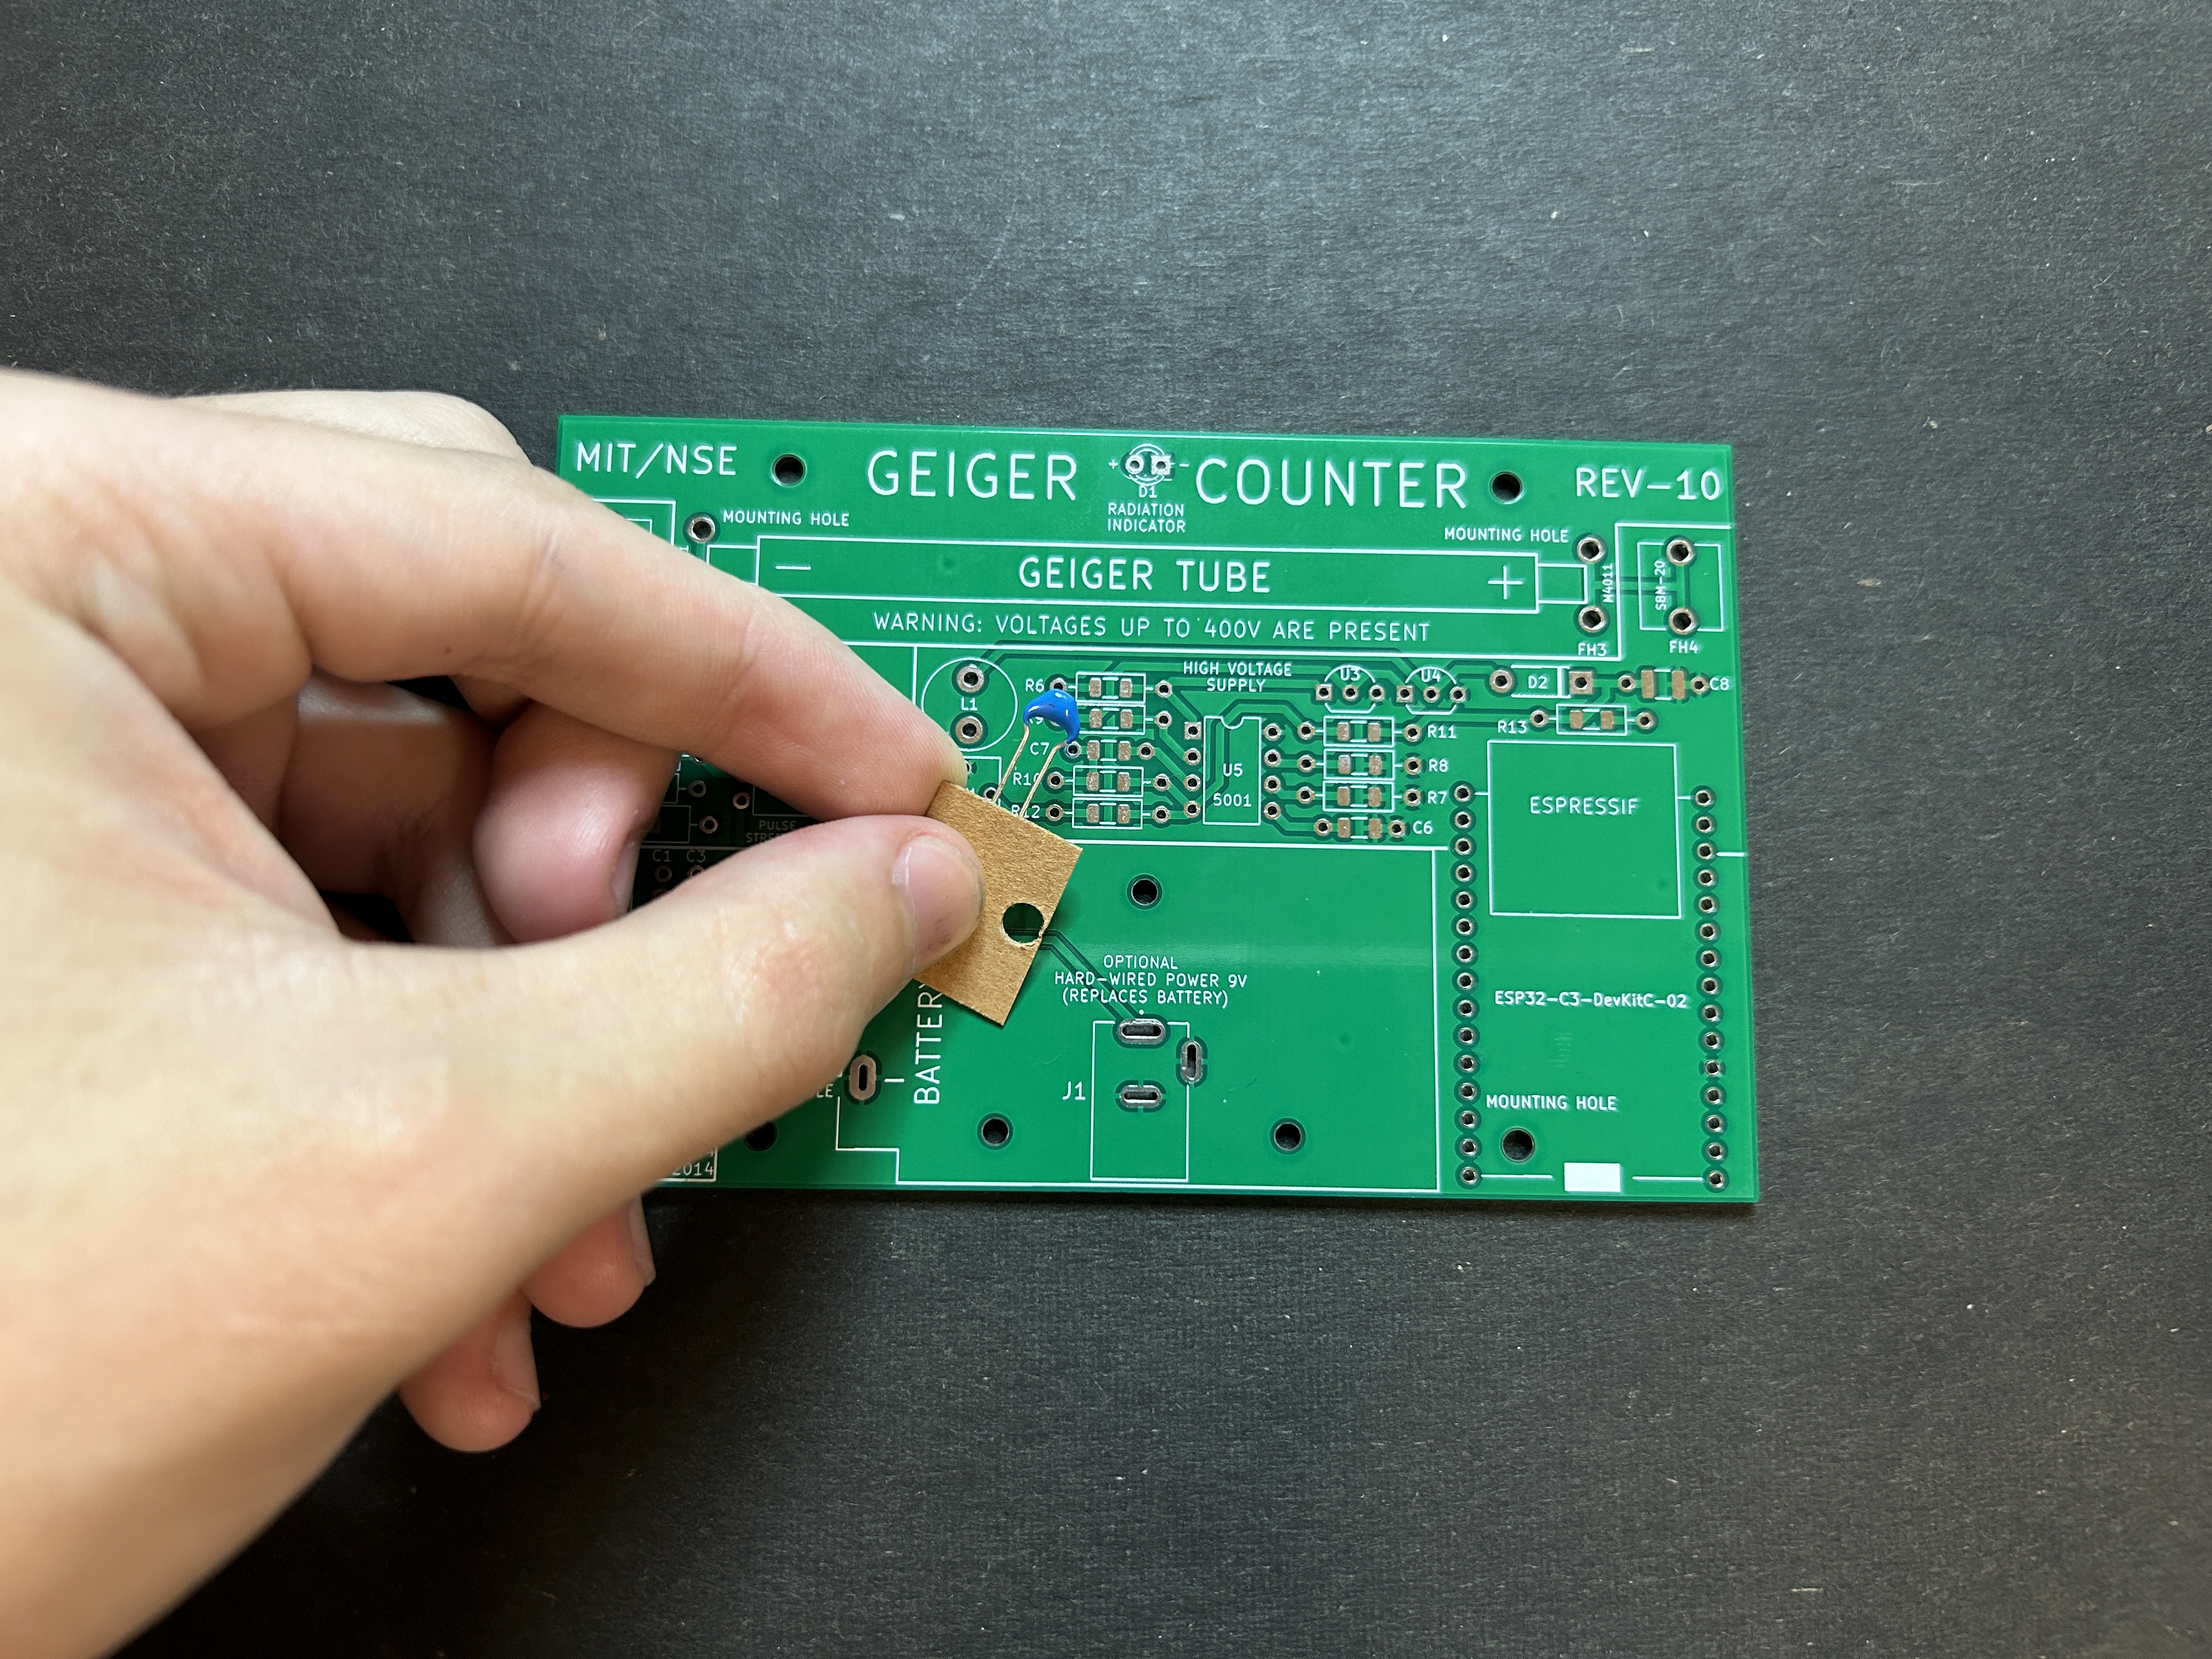 MIT/NSE GEIGER COUNTER REV-10
MOUNTING HOLE
+
D1
-
RADIATION
INDICATOR
MOUNTING HOLE
-
GEIGER TUBE
+
M4011
SBM-20
WARNING: VOLTAGES UP TO 400V ARE PRESENT
FH3
FH4
L1
HIGH VOLTAGE
SUPPLY
R6
C7
U3
U4
D2
C8
R13
U5
5001
R11
R8
R7
C6
C1
C3
PULSE
2014
-
BATTERY
J1
OPTIONAL
HARD-WIRED POWER 9V
(REPLACES BATTERY)
ESPRESSIF
ESP32-C3-DevKitC-02
MOUNTING HOLE